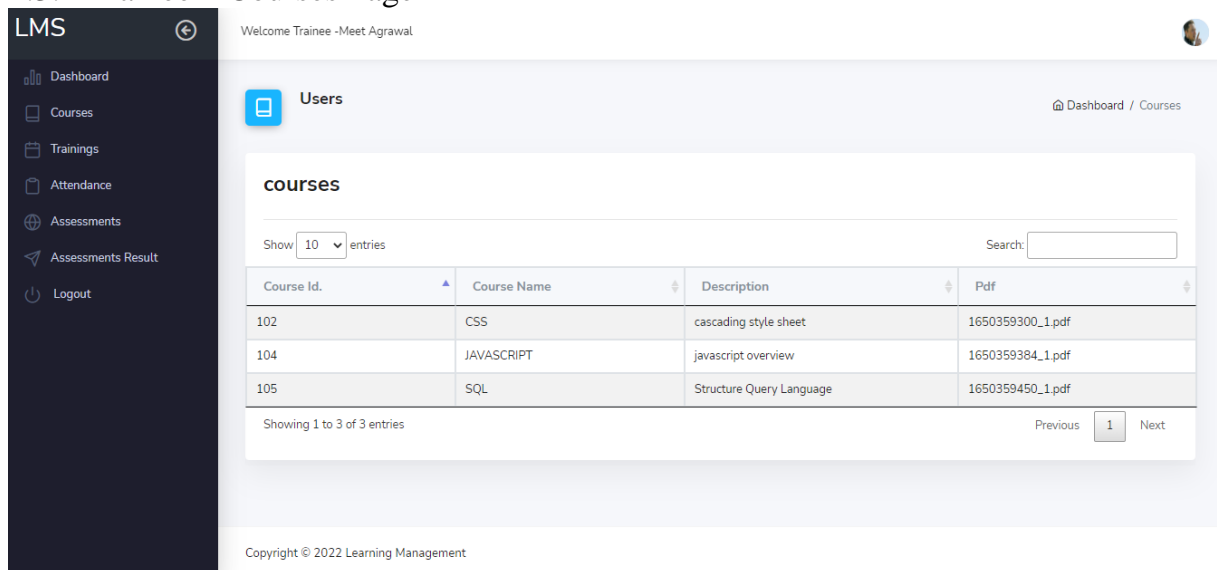 LMS
Welcome Trainee -Meet Agrawal
Dashboard
Courses
Trainings
Attendance
Assessments
Assessments Result
Logout
Users
Dashboard / Courses
courses
Show 10 entries
Search:
Course Id. Course Name Description Pdf
102 CSS cascading style sheet 1650359300_1.pdf
104 JAVASCRIPT javascript overview 1650359384_1.pdf
105 SQL Structure Query Language 1650359450_1.pdf
Showing 1 to 3 of 3 entries
Previous 1 Next
Copyright © 2022 Learning Management